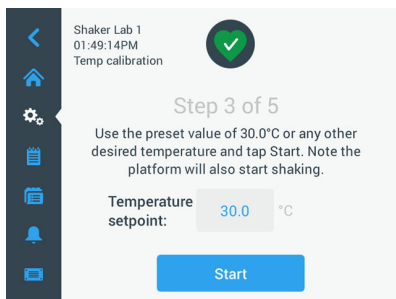 Shaker Lab 1
01:49:14PM
Temp calibration
Step 3 of 5
Use the preset value of 30.0°C or any other
desired temperature and tap Start. Note the
platform will also start shaking.
Temperature
setpoint:
30.0 °C
Start